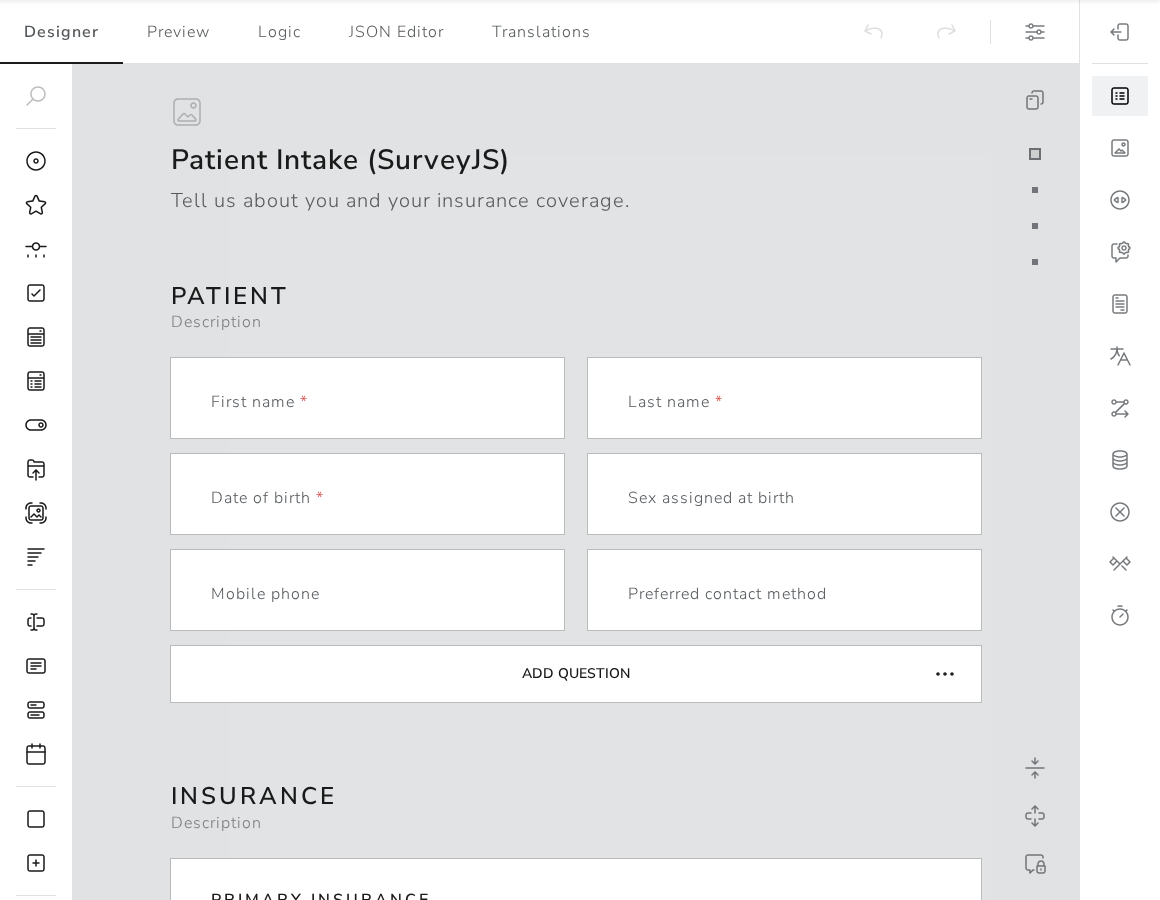 Designer
Preview
Logic
JSON Editor
Translations
Patient Intake (SurveyJS)
Tell us about you and your insurance coverage.
PATIENT
Description
First name *
Last name *
Date of birth *
Sex assigned at birth
Mobile phone
Preferred contact method
ADD QUESTION
INSURANCE
Description
PRIMARY INSURANCE